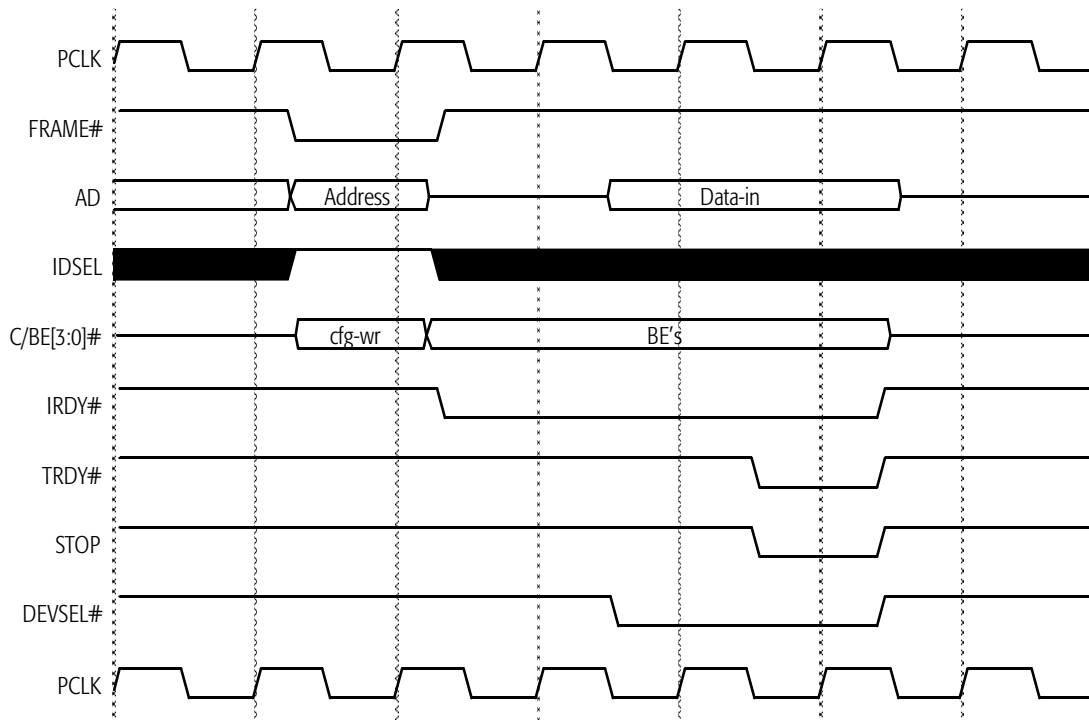 PCLK
FRAME#
AD Address Data-in
IDSEL
C/BE[3:0]# cfg-wr BE's
IRDY#
TRDY#
STOP
DEVSEL#
PCLK